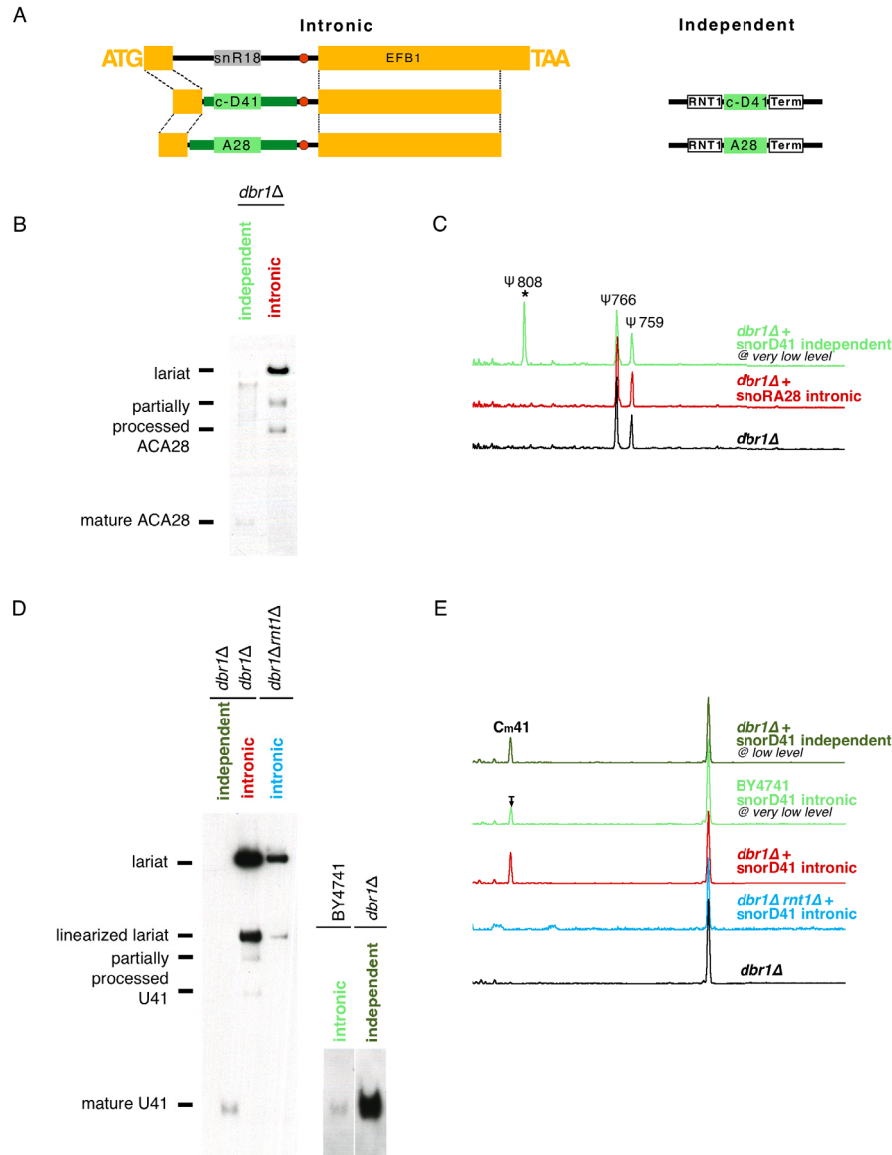 A
Intronic
Independent
ATG
snR18
EFB1
TAA
c-D41
RNT1 c-D41 Term
A28
RNT1 A28 Term
B
dbr1Δ
independent
intronic
lariat
partially
processed
ACA28
mature ACA28
C
Ψ 808
*
Ψ766
Ψ 759
dbr1Δ +
snorD41 independent
@ very low level
dbr1Δ +
snoRA28 intronic
dbr1Δ
D
dbr1Δ
dbr1Δ
dbr1Δrnt1Δ
independent
intronic
intronic
lariat
linearized lariat
partially
processed
U41
mature U41
BY4741
dbr1Δ
intronic
independent
E
Cm41
dbr1Δ +
snorD41 independent
@ low level
BY4741
snorD41 intronic
@ very low level
dbr1Δ +
snorD41 intronic
dbr1Δ rnt1Δ +
snorD41 intronic
dbr1Δ